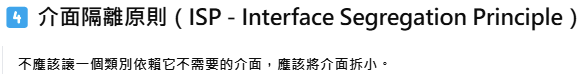 4 介面隔離原則（ISP - Interface Segregation Principle）
不應該讓一個類別依賴它不需要的介面，應該將介面拆小。